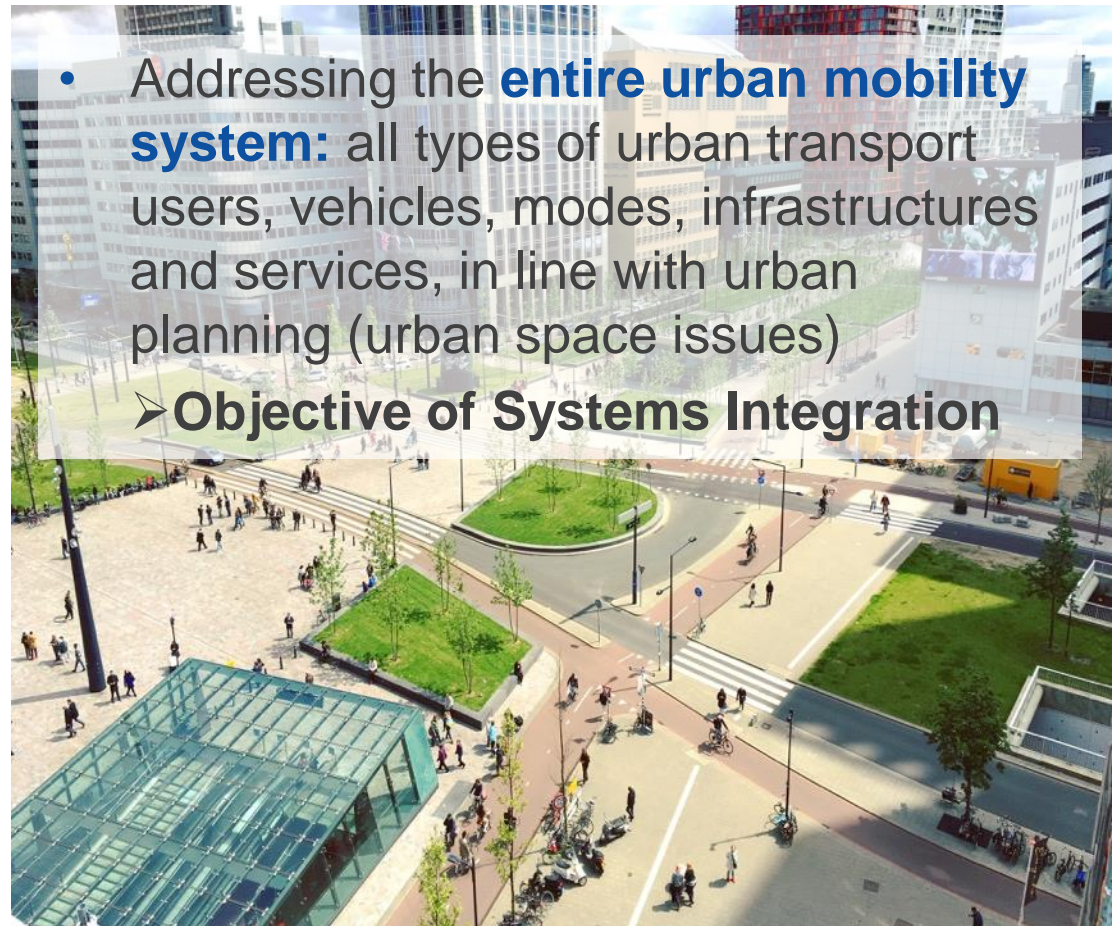 • Addressing the entire urban mobility
system: all types of urban transport
users, vehicles, modes, infrastructures
and services, in line with urban
planning (urban space issues)
➢Objective of Systems Integration